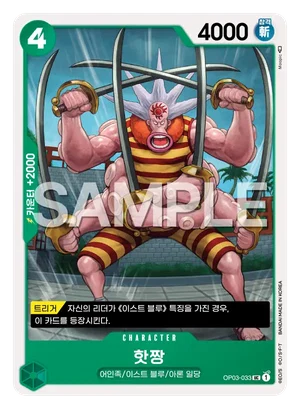 4
4000
참격
斬
카운터 +2000
SAMPLE
트리거 자신의 리더가 《이스트 블루》 특징을 가진 경우,
이 카드를 등장시킨다.
CHARACTER
핫짱
어인족/이스트 블루/아론 일당
OP03-033 UC 1